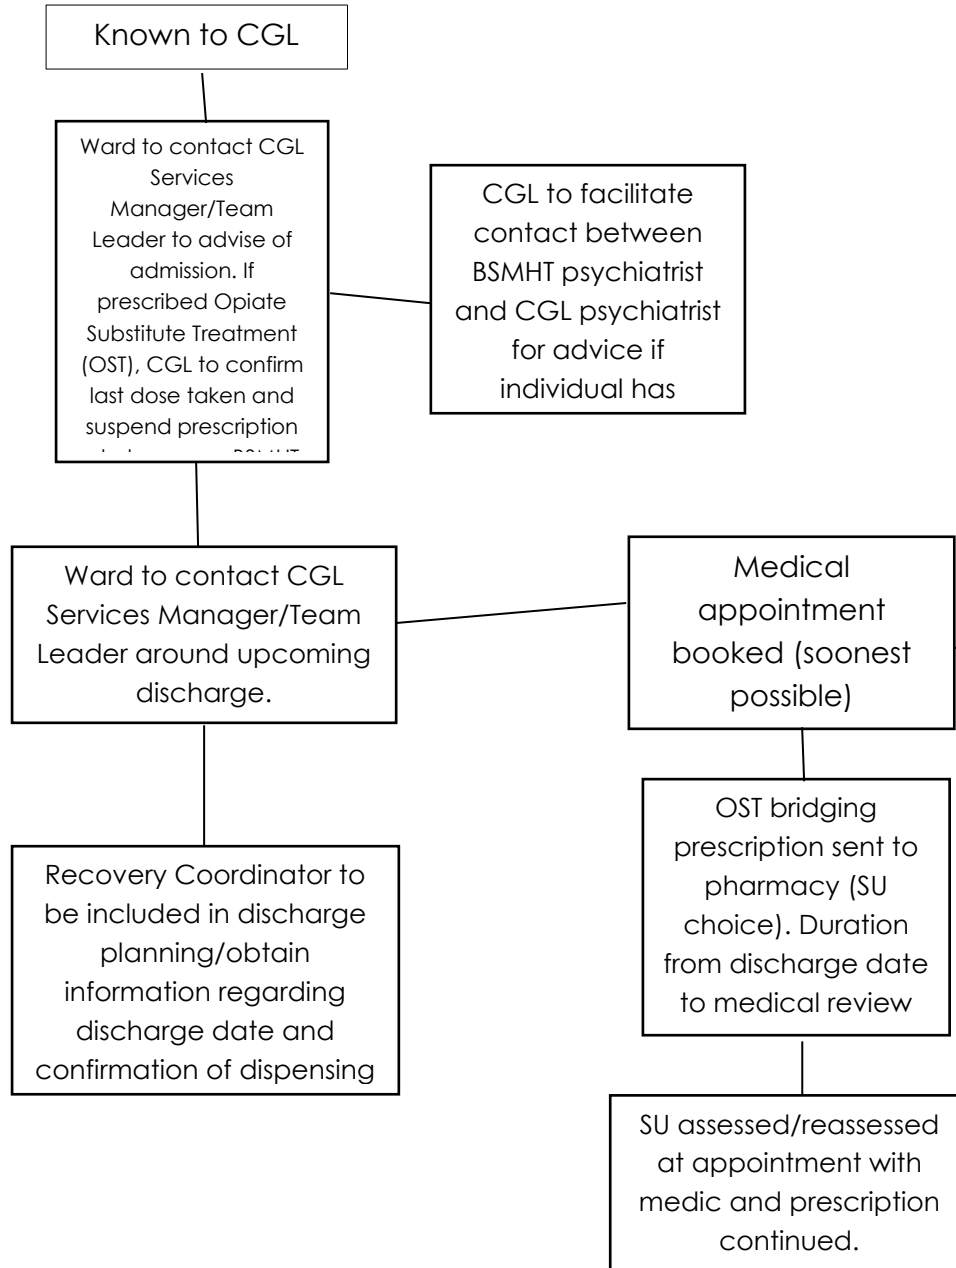 Known to CGL
Ward to contact CGL
Services
Manager/Team
Leader to advise of
admission. If
prescribed Opiate
Substitute Treatment
(OST), CGL to confirm
last dose taken and
suspend prescription
CGL to facilitate
contact between
BSMHT psychiatrist
and CGL psychiatrist
for advice if
individual has
Ward to contact CGL
Services Manager/Team
Leader around upcoming
discharge.
Medical
appointment
booked (soonest
possible)
Recovery Coordinator to
be included in discharge
planning/obtain
information regarding
discharge date and
confirmation of dispensing
OST bridging
prescription sent to
pharmacy (SU
choice). Duration
from discharge date
to medical review
SU assessed/reassessed
at appointment with
medic and prescription
continued.